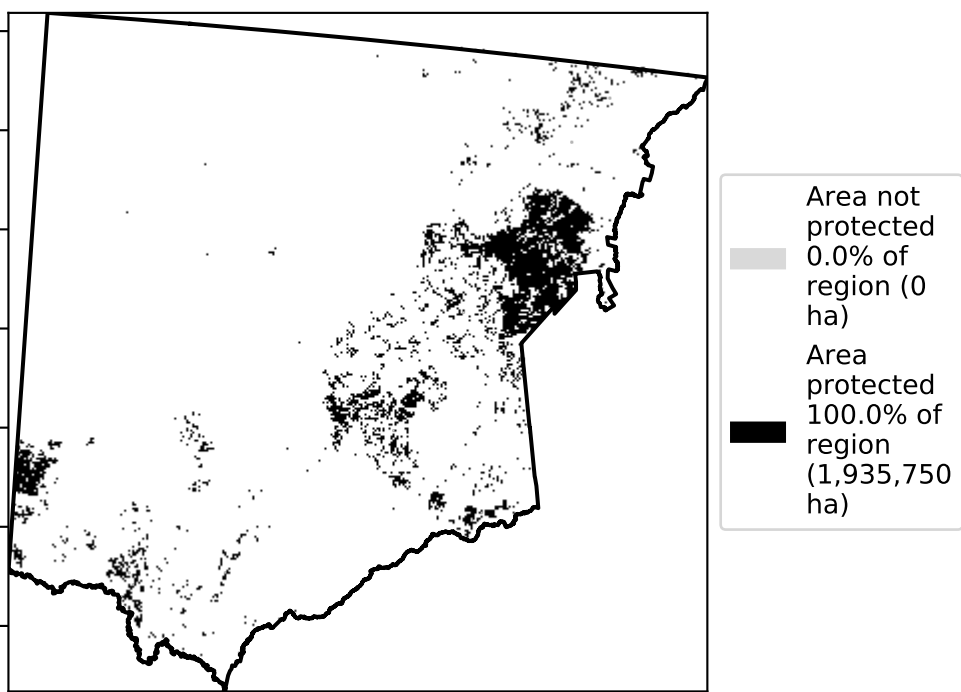 Area not
protected
0.0% of
region (0
ha)
Area
protected
100.0% of
region
(1,935,750
ha)